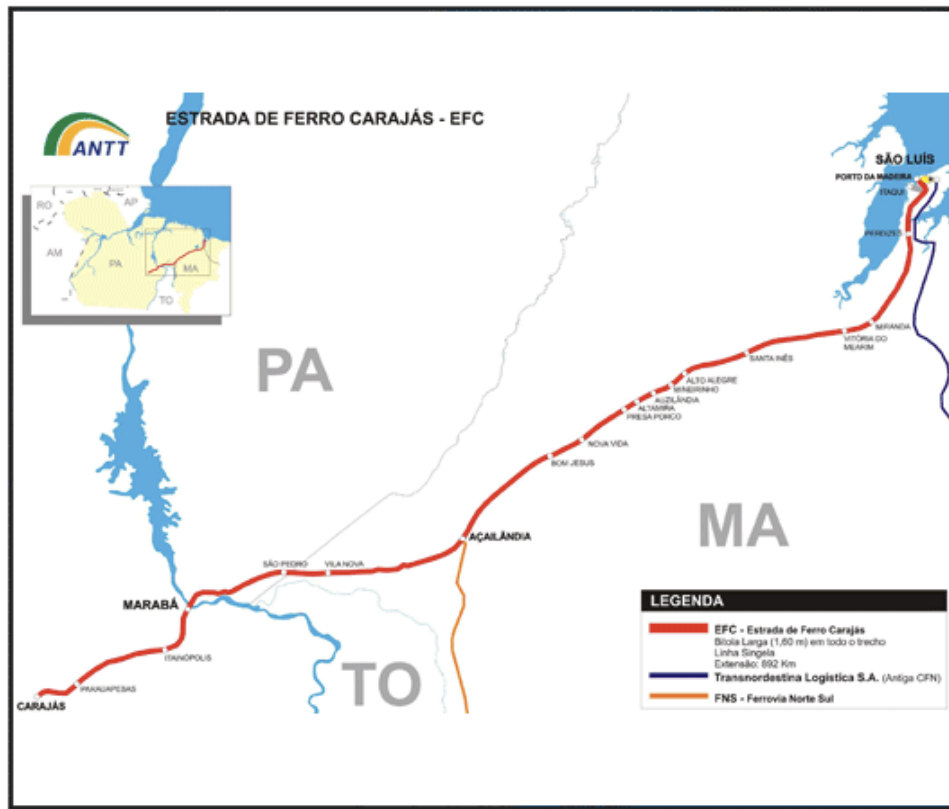 ESTRADA DE FERRO CARAJÁS - EFC
ANTT
RO
AP
AM
PA
MA
TO
SÃO LUÍS
PORTO DA MADEIRA
ITAQUI
PERDIZES
MIRANDA
VITÓRIA DO
MEARIM
SANTA INÊS
ALTO ALEGRE
MINEIRINHO
AUZILÂNDIA
ALTAMIRA
PRESA PORCO
NOVA VIDA
BOM JESUS
PA
MA
AÇAILÂNDIA
SÃO PEDRO
VILA NOVA
MARABÁ
ITAINÓPOLIS
TO
CARAJÁS
LEGENDA
EFC - Estrada de Ferro Carajás
Bitola Larga (1,60 m) em todo o trecho
Linha Singela
Extensão: 892 Km
Transnordestina Logística S.A. (Antiga CFN)
FNS - Ferrovia Norte Sul